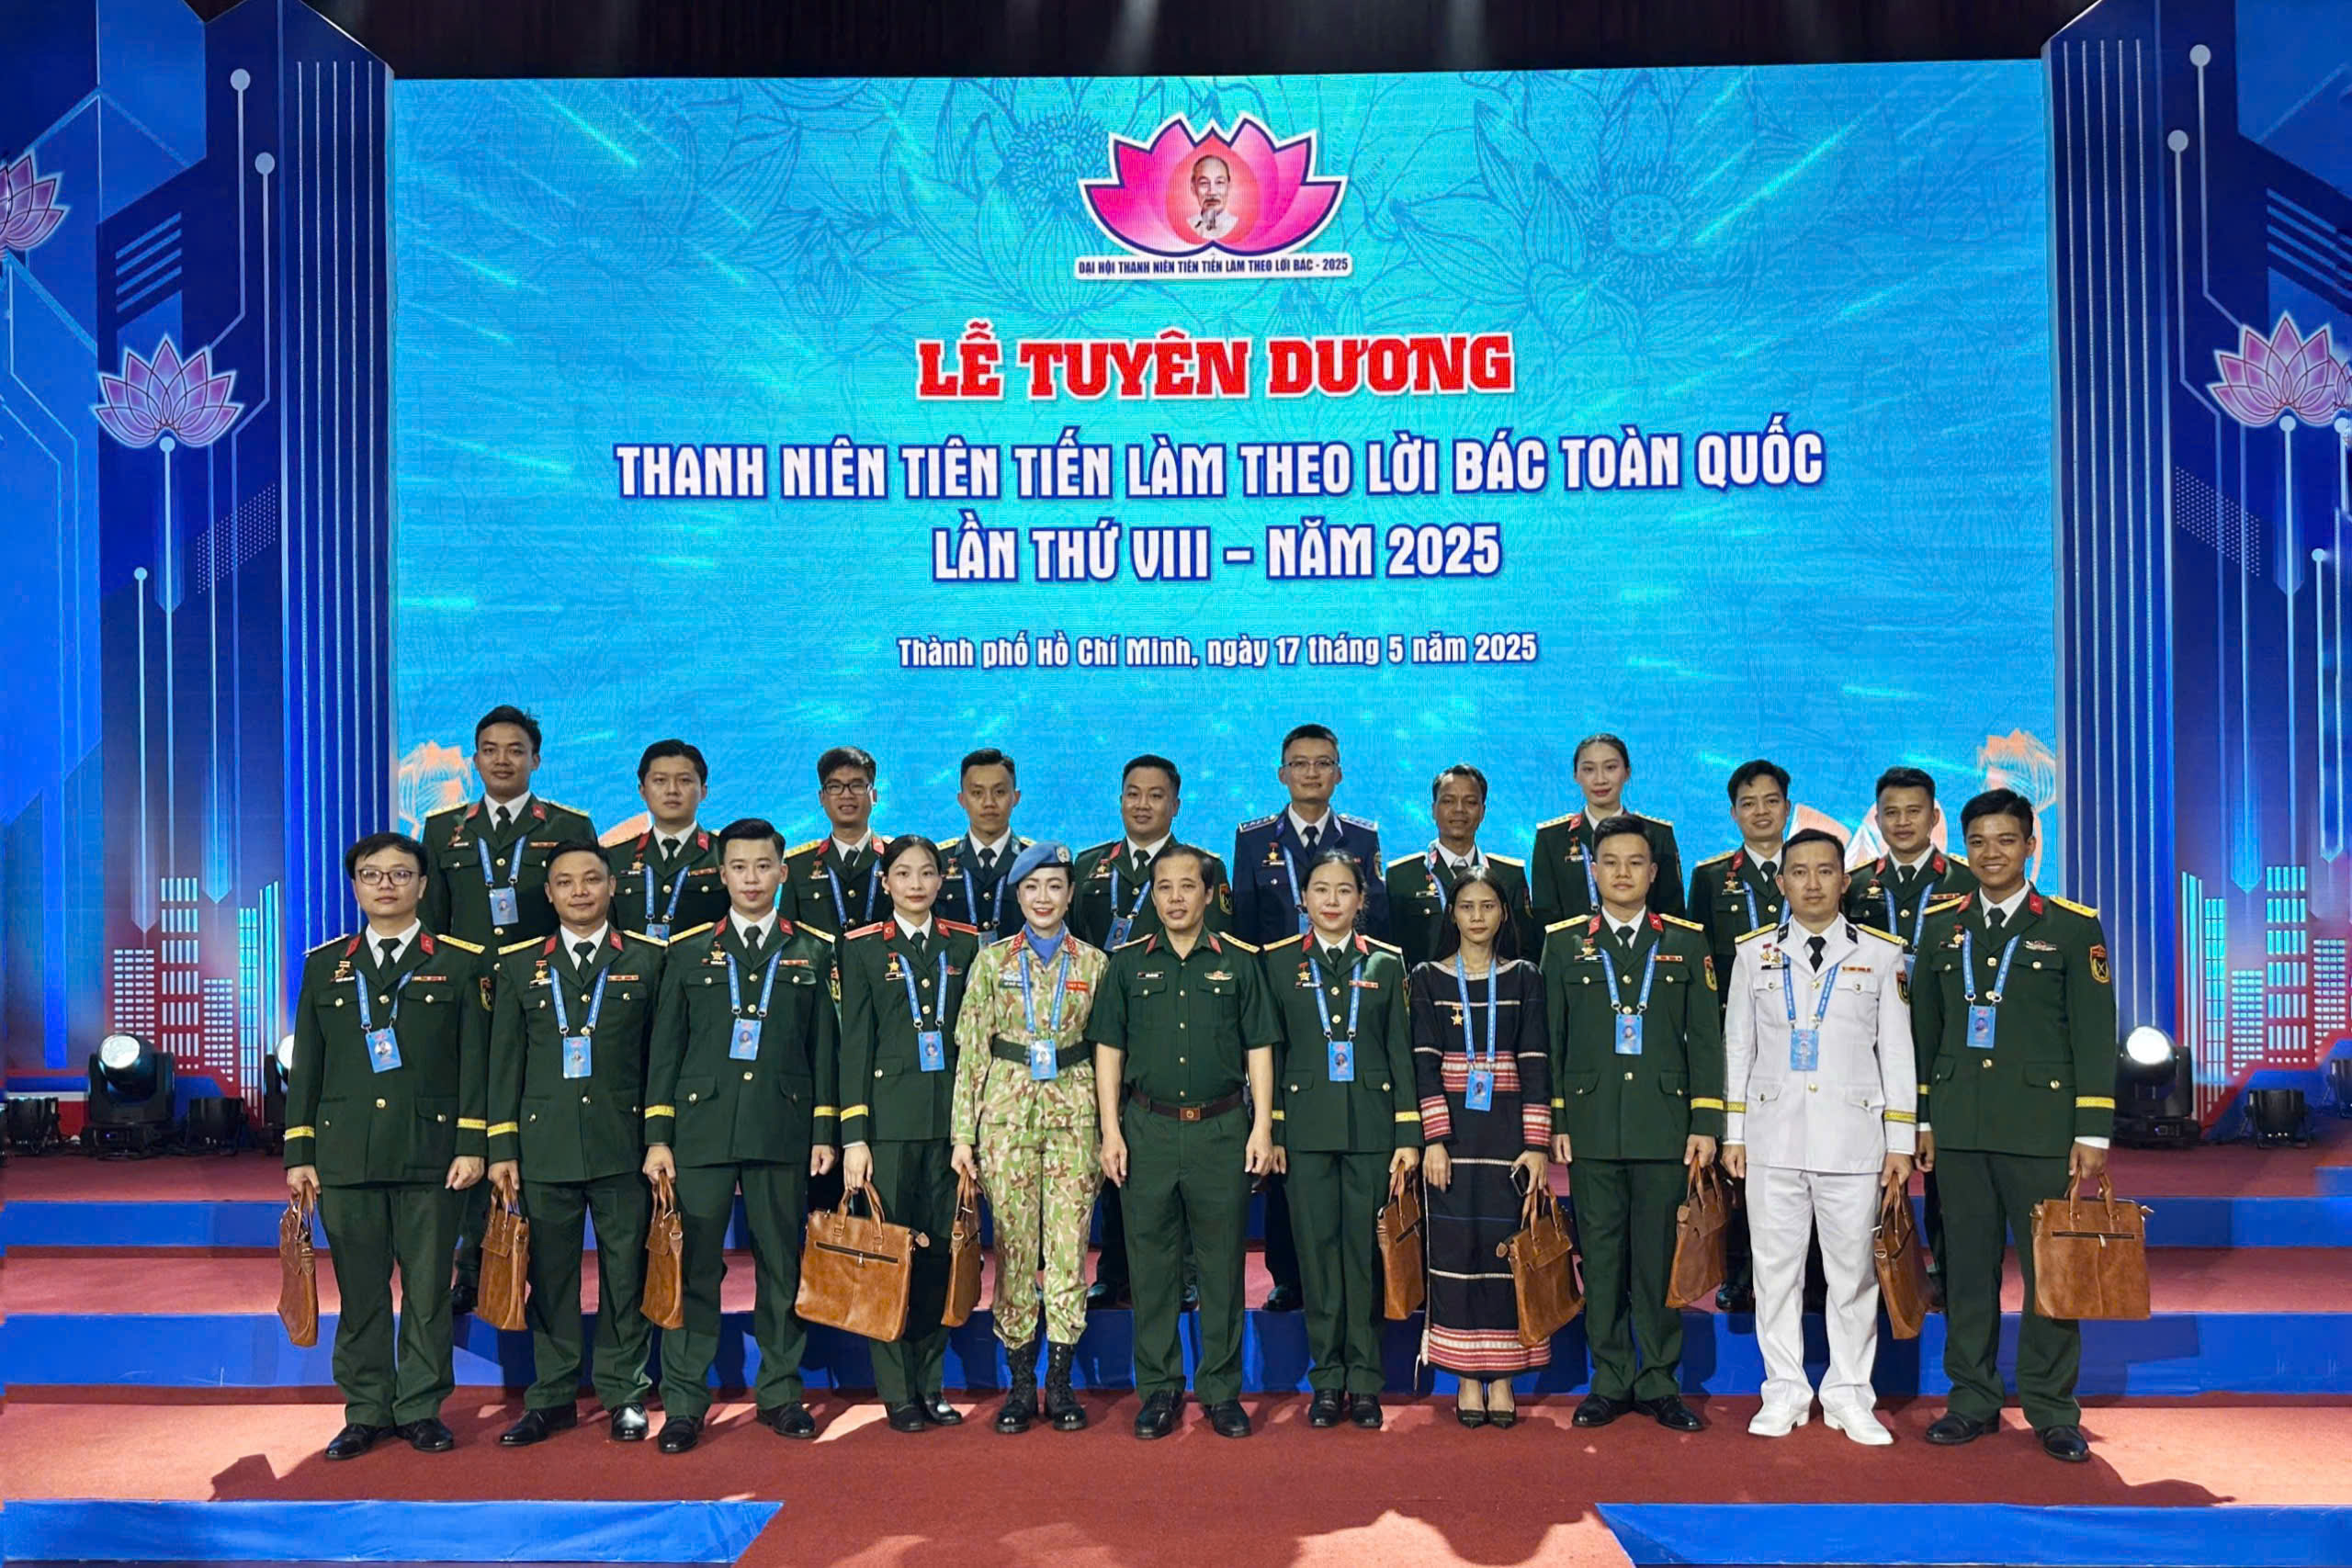 ĐẠI HỘI THANH NIÊN TIÊN TIẾN LÀM THEO LỜI BÁC - 2025
LỄ TUYÊN DƯƠNG
THANH NIÊN TIÊN TIẾN LÀM THEO LỜI BÁC TOÀN QUỐC
LẦN THỨ VIII – NĂM 2025
Thành phố Hồ Chí Minh, ngày 17 tháng 5 năm 2025